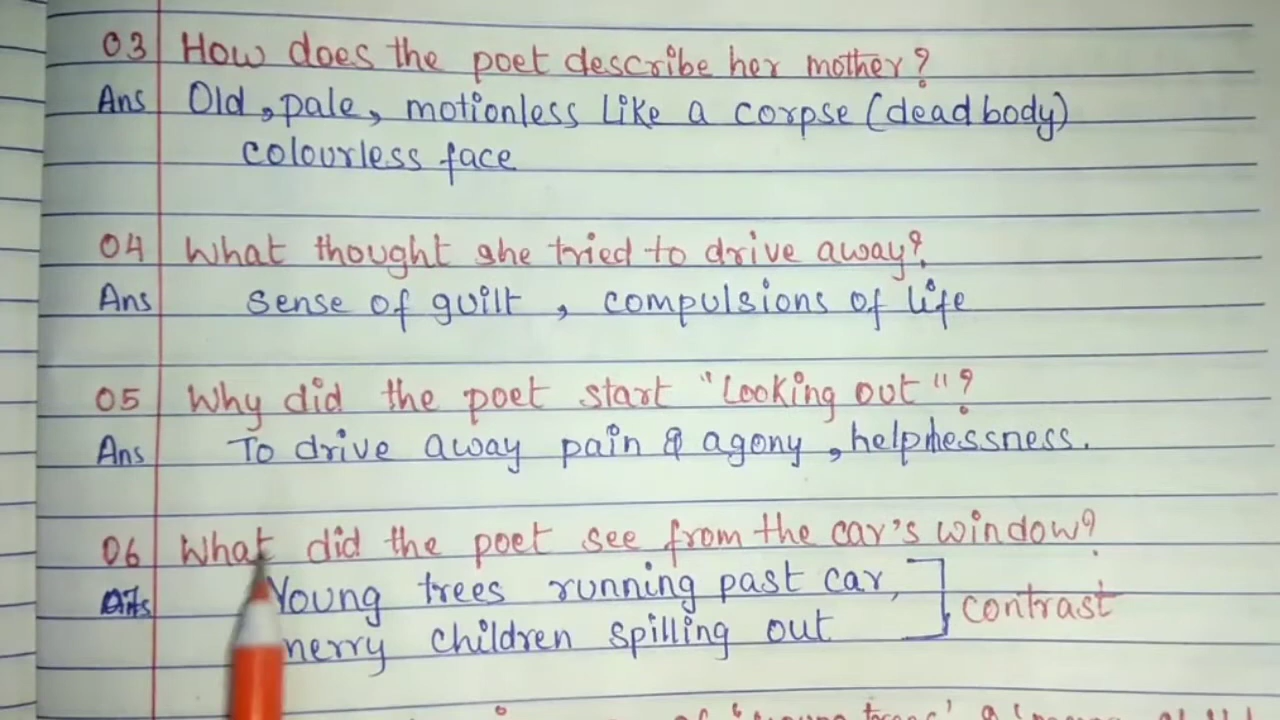 03 How does the poet describe her mother?
Ans Old, pale, motionless like a corpse (dead body)
colourless face
04 What thought she tried to drive away?
Ans Sense of guilt, compulsions of life
05 Why did the poet start "Looking out"?
Ans To drive away pain & agony, helplessness.
06 What did the poet see from the car's window?
Ans Young trees running past car,
merry children spilling out
contrast